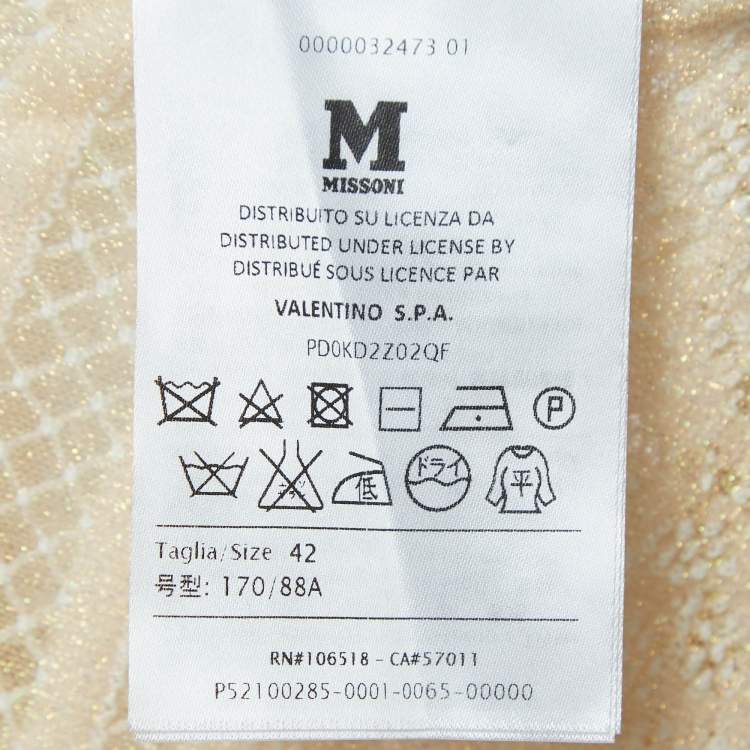 0000032473 01
M
MISSONI
DISTRIBUITO SU LICENZA DA
DISTRIBUTED UNDER LICENSE BY
DISTRIBUÉ SOUS LICENCE PAR
VALENTINO S.P.A.
PD0KD2Z02QF
P
低 ドライ 平
Taglia/Size 42
号型: 170/88A
RN#106518 - CA#57011
P52100285-0001-0065-00000